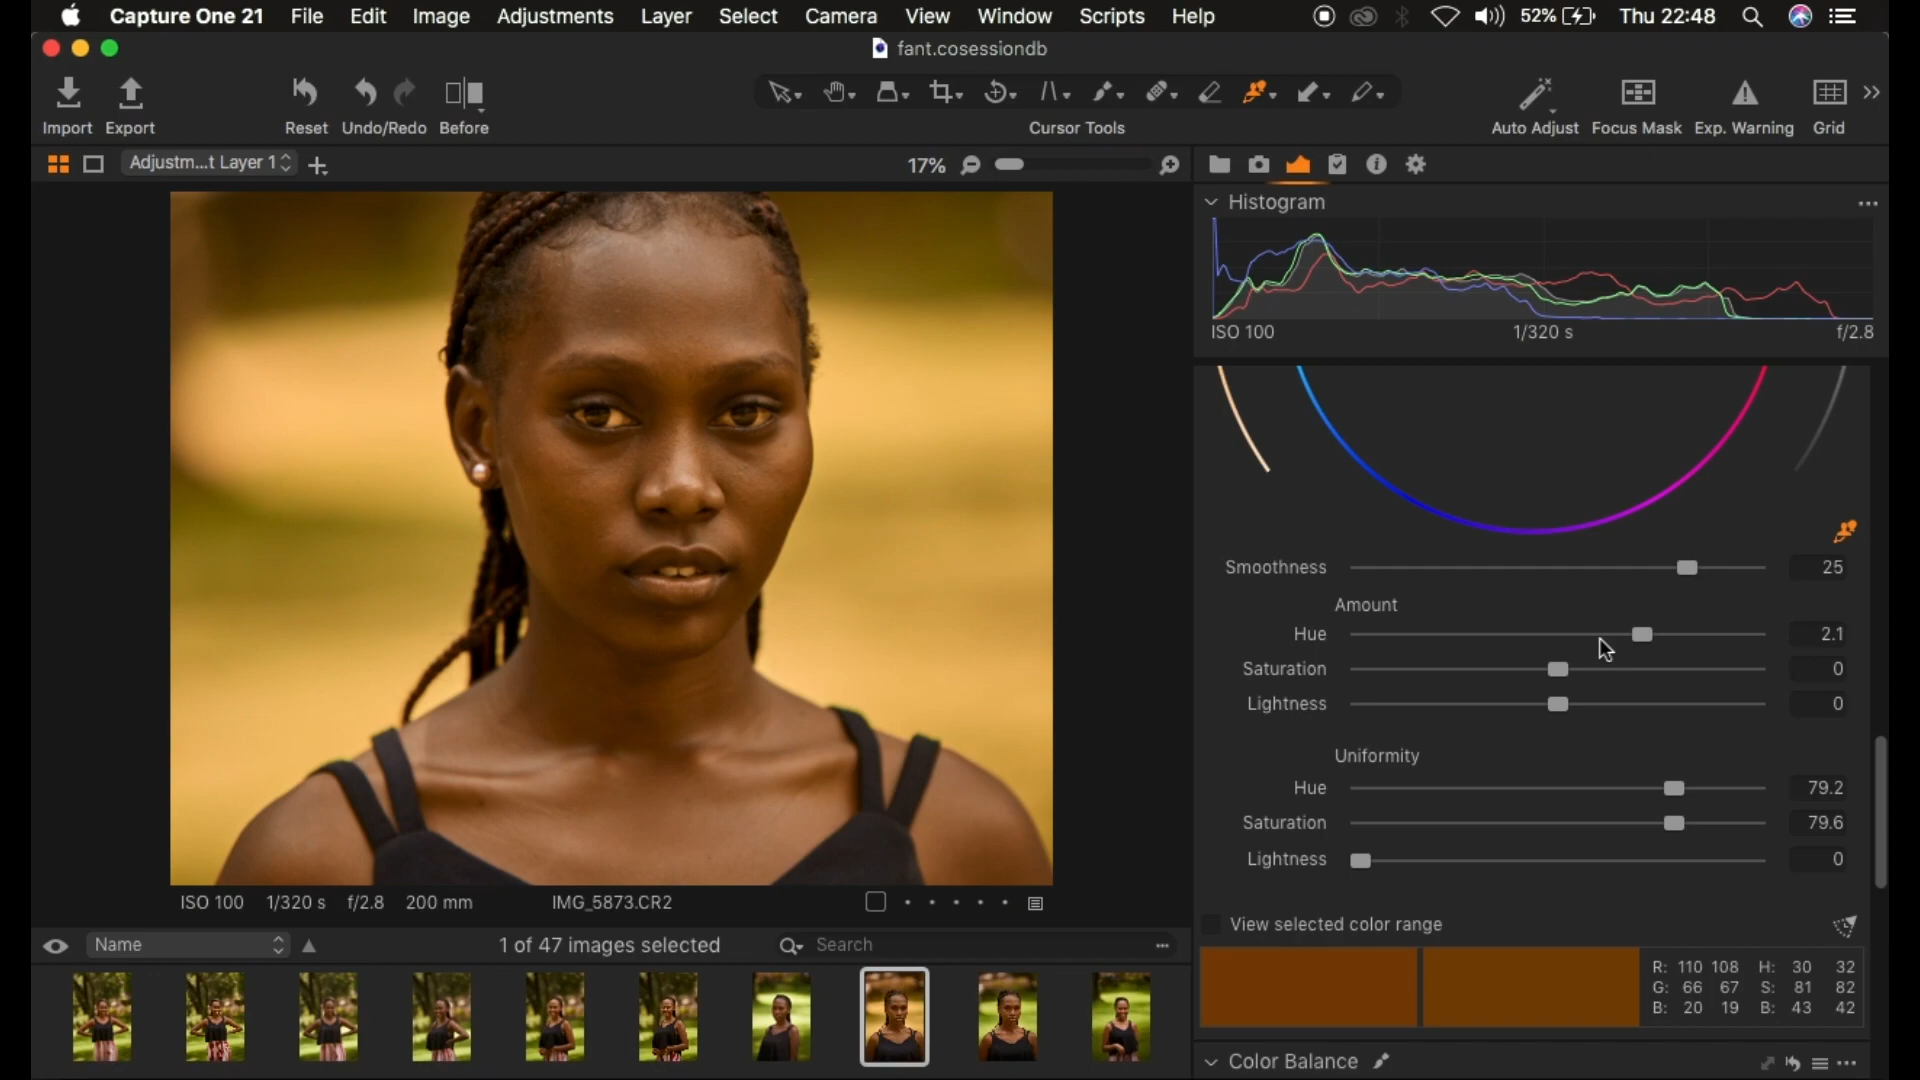 Capture One 21 File Edit Image Adjustments Layer Select Camera View Window Scripts Help 52% Thu 22:48
fant.cosessiondb
Import Export Reset Undo/Redo Before Cursor Tools Auto Adjust Focus Mask Exp. Warning Grid
Adjustm...t Layer 1 17%
Histogram
ISO 100 1/320 s f/2.8
Smoothness 25
Amount
Hue 2.1
Saturation 0
Lightness 0
Uniformity
Hue 79.2
Saturation 79.6
Lightness 0
View selected color range
R: 110 108 H: 30 32
G: 66 67 S: 81 82
B: 20 19 B: 43 42
Color Balance
ISO 100 1/320 s f/2.8 200 mm IMG_5873.CR2
Name 1 of 47 images selected Search